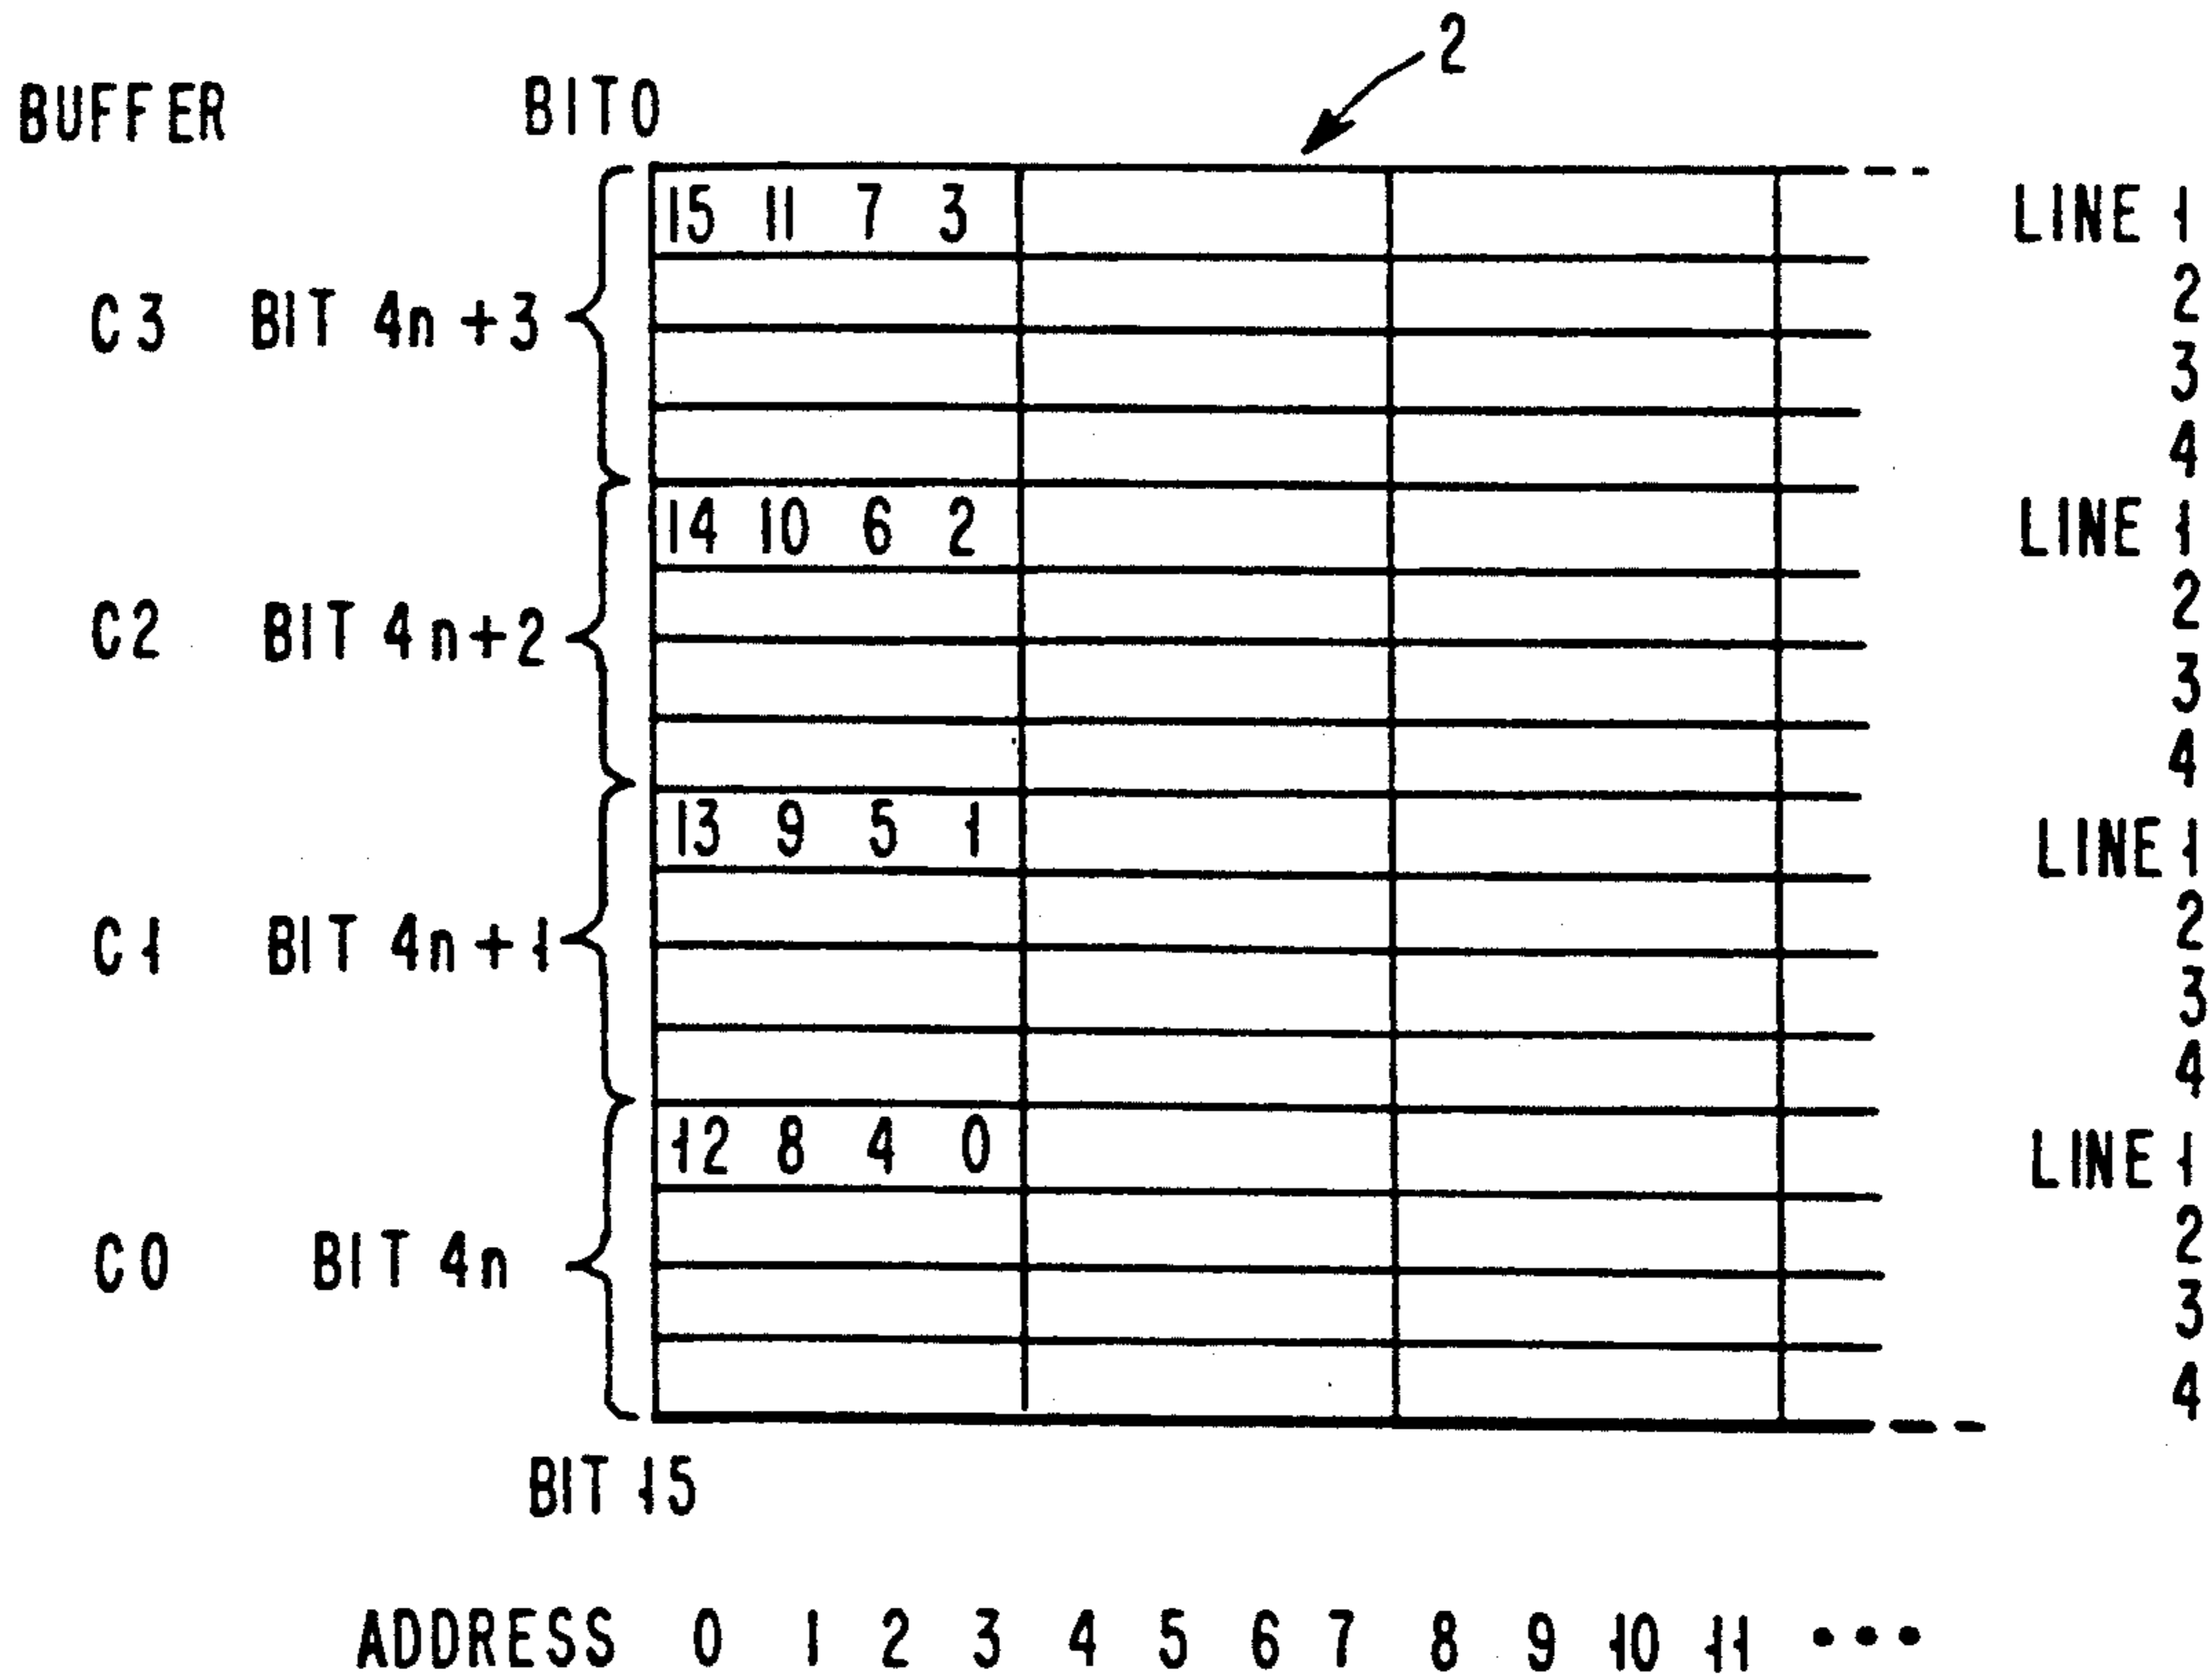 2
BUFFER BIT0
15 11 7 3 LINE 1
2
C3 BIT 4n+3
3
4
14 10 6 2 LINE 1
2
C2 BIT 4n+2
3
4
13 9 5 1 LINE 1
2
C1 BIT 4n+1
3
4
12 8 4 0 LINE 1
2
C0 BIT 4n
3
4
BIT 15
ADDRESS 0 1 2 3 4 5 6 7 8 9 10 11 •••